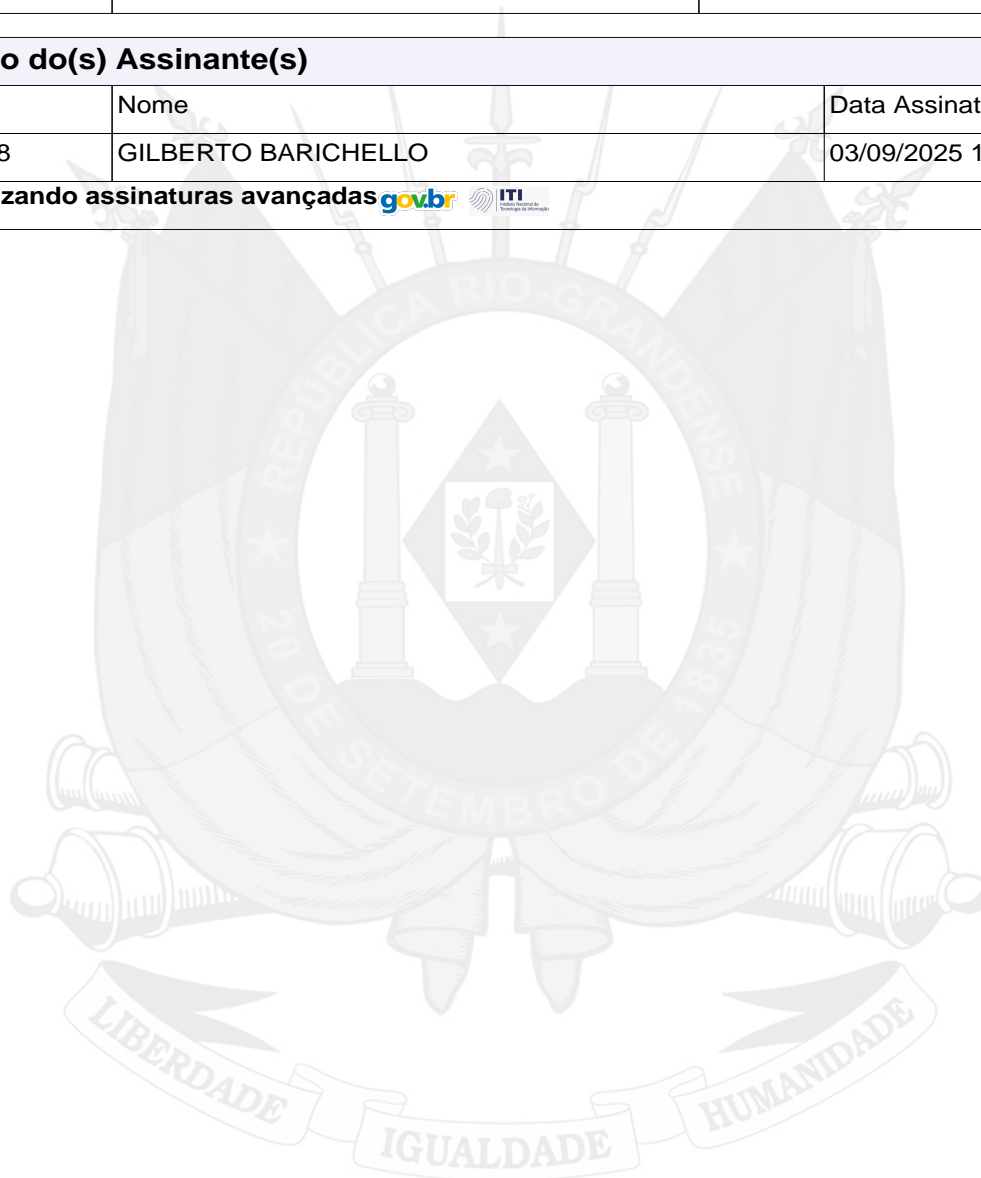 o do(s) Assinante(s)
Nome Data Assinat
8 GILBERTO BARICHELLO 03/09/2025 1
zando assinaturas avançadas gov.br ITI
REPÚBLICA RIO-GRANDENSE
20 DE SETEMBRO DE 1835
LIBERDADE IGUALDADE HUMANIDADE